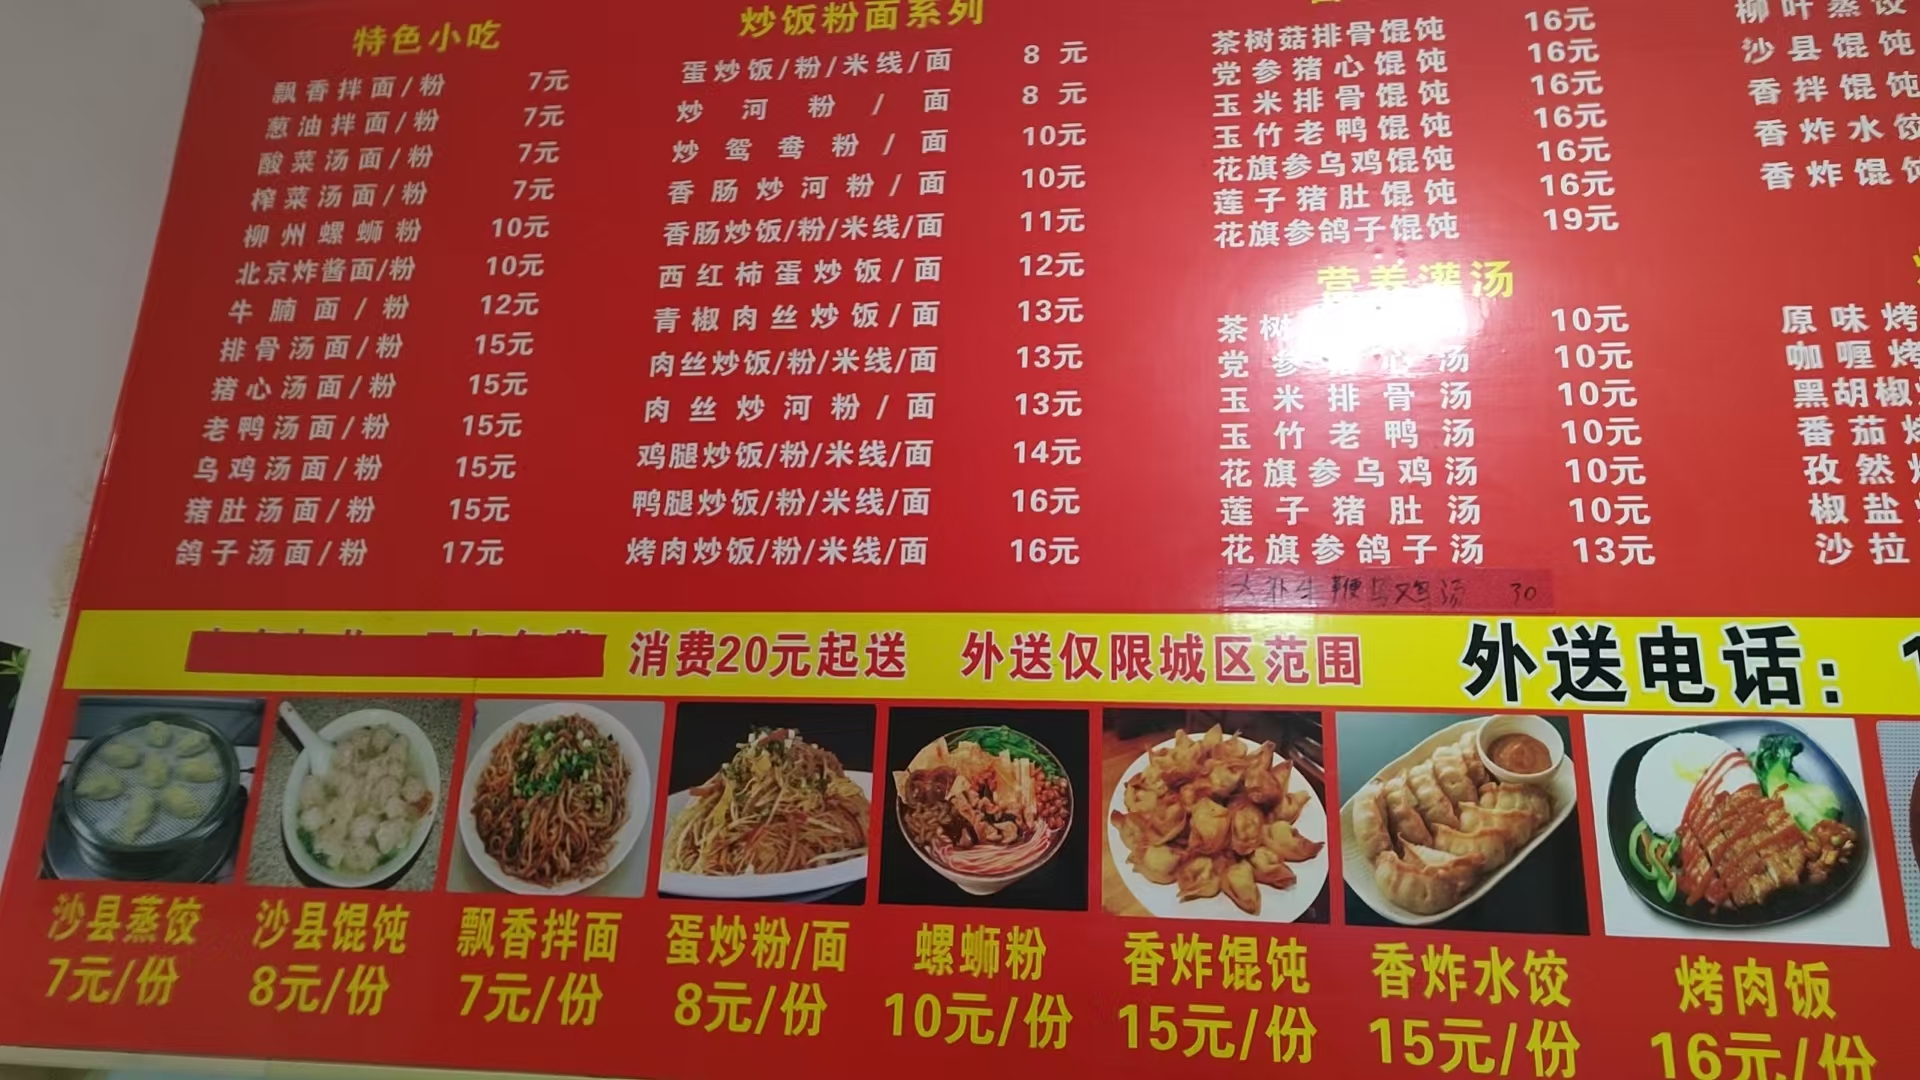 特色小吃
飘香拌面/粉 7元
葱油拌面/粉 7元
酸菜汤面/粉 7元
榨菜汤面/粉 7元
柳州螺蛳粉 10元
北京炸酱面/粉 10元
牛腩面/粉 12元
排骨汤面/粉 15元
猪心汤面/粉 15元
老鸭汤面/粉 15元
乌鸡汤面/粉 15元
猪肚汤面/粉 15元
鸽子汤面/粉 17元
炒饭粉面系列
蛋炒饭/粉/米线/面 8元
炒河粉/面 8元
炒鸳鸯粉/面 10元
香肠炒河粉/面 10元
香肠炒饭/粉/米线/面 11元
西红柿蛋炒饭/面 12元
青椒肉丝炒饭/面 13元
肉丝炒饭/粉/米线/面 13元
肉丝炒河粉/面 13元
鸡腿炒饭/粉/米线/面 14元
鸭腿炒饭/粉/米线/面 16元
烤肉炒饭/粉/米线/面 16元
茶树菇排骨馄饨 16元
党参猪心馄饨 16元
玉米排骨馄饨 16元
玉竹老鸭馄饨 16元
花旗参乌鸡馄饨 16元
莲子猪肚馄饨 16元
花旗参鸽子馄饨 19元
营养灌汤
茶树 10元
党参 心汤 10元
玉米排骨汤 10元
玉竹老鸭汤 10元
花旗参乌鸡汤 10元
莲子猪肚汤 10元
花旗参鸽子汤 13元
大补牛鞭乌鸡汤 30
柳叶蒸饺
沙县馄饨
香拌馄饨
香炸水饺
香炸馄饨
原味烤
咖喱烤
黑胡椒
番茄烤
孜然烤
椒盐
沙拉
消费20元起送 外送仅限城区范围 外送电话：
沙县蒸饺
7元/份
沙县馄饨
8元/份
飘香拌面
7元/份
蛋炒粉/面
8元/份
螺蛳粉
10元/份
香炸馄饨
15元/份
香炸水饺
15元/份
烤肉饭
16元/份